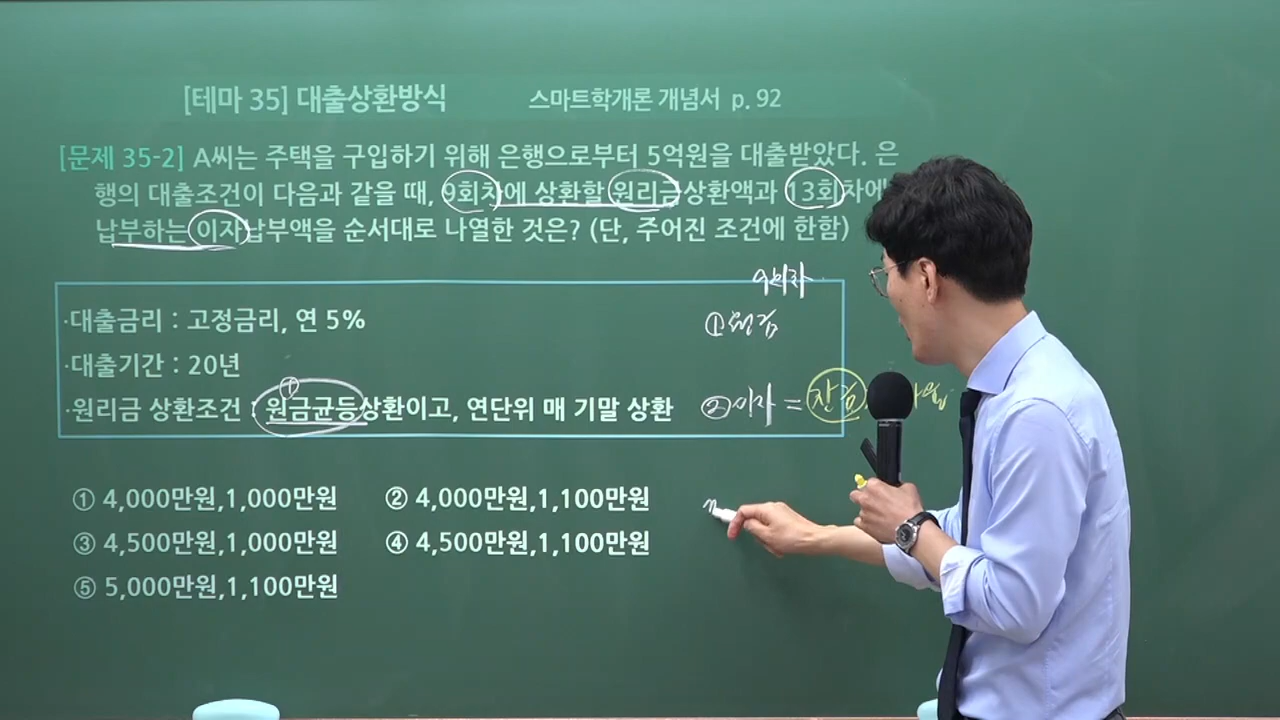 [테마 35] 대출상환방식 스마트학개론 개념서 p. 92
[문제 35-2] A씨는 주택을 구입하기 위해 은행으로부터 5억원을 대출받았다. 은
행의 대출조건이 다음과 같을 때, 9회차에 상환할 원리금상환액과 13회차에
납부하는 이자납부액을 순서대로 나열한 것은? (단, 주어진 조건에 한함)
9회차
·대출금리 : 고정금리, 연 5%
①원금
·대출기간 : 20년
①
·원리금 상환조건 : 원금균등상환이고, 연단위 매 기말 상환
②이자 = 잔금
① 4,000만원,1,000만원 ② 4,000만원,1,100만원
③ 4,500만원,1,000만원 ④ 4,500만원,1,100만원
⑤ 5,000만원,1,100만원